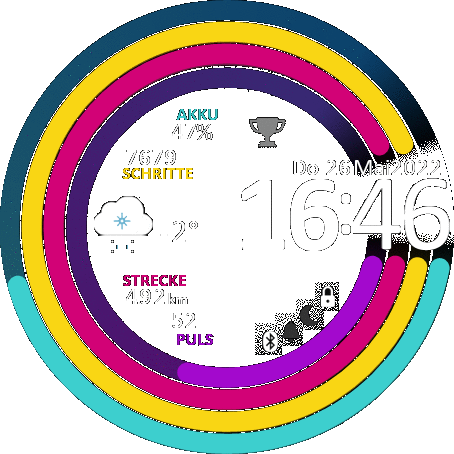 AKKU
47%
7679
SCHRITTE
Do 26 Mai 2022
16:46
-2°
STRECKE
4.92 km
52
PULS